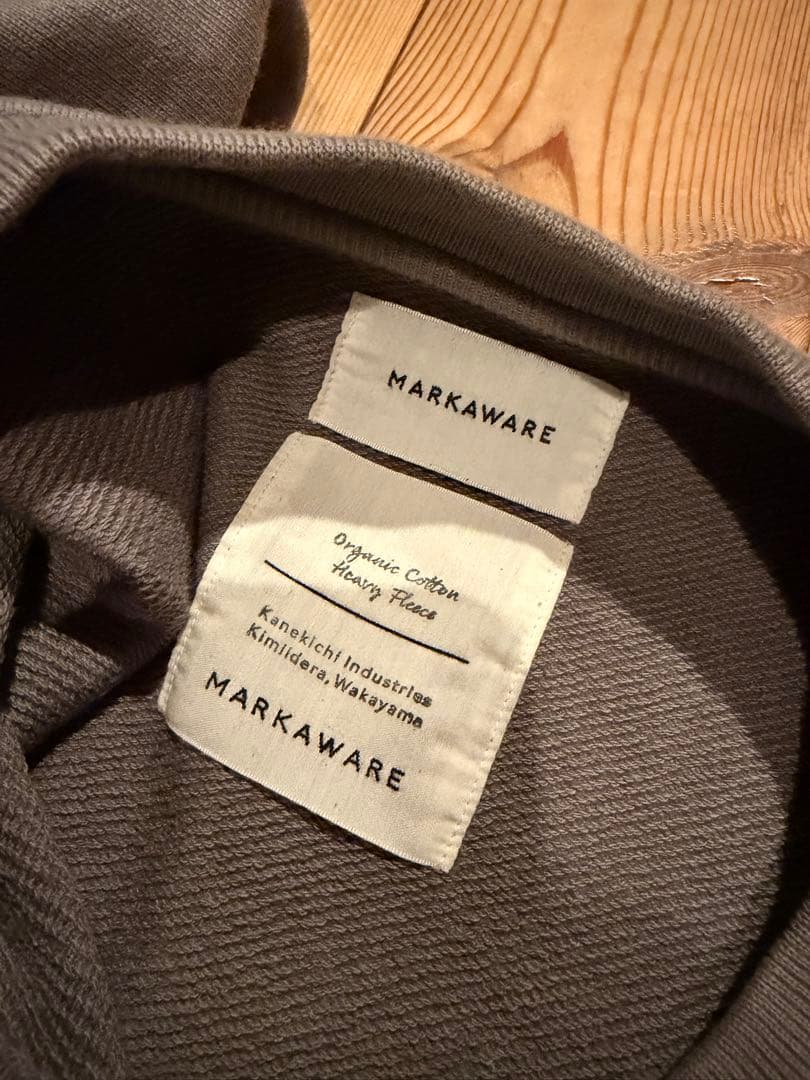 MARKAWARE
Organic Cotton
Heavy Fleece
Kanekichi Industries
Kimiidera, Wakayama
MARKAWARE